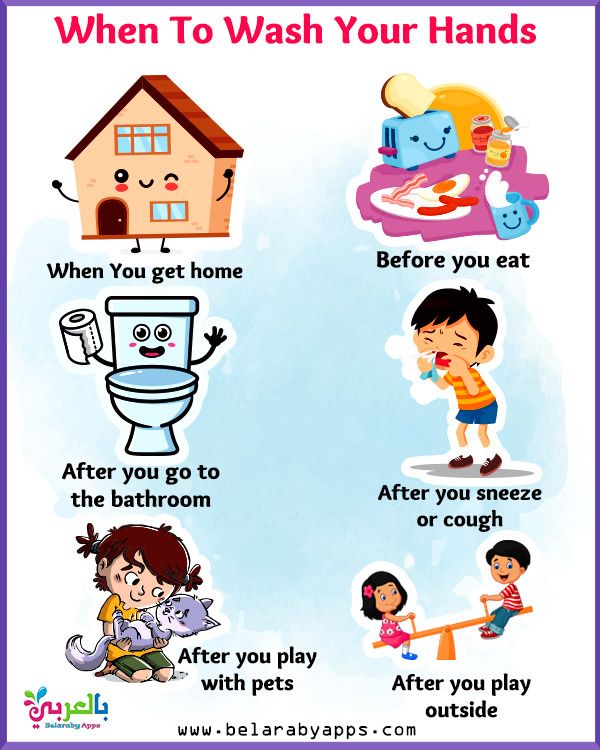 When To Wash Your Hands
When You get home
Before you eat
After you go to
the bathroom
After you sneeze
or cough
After you play
with pets
After you play
outside
بالعربي
Belaraby Apps
www.belarabyapps.com